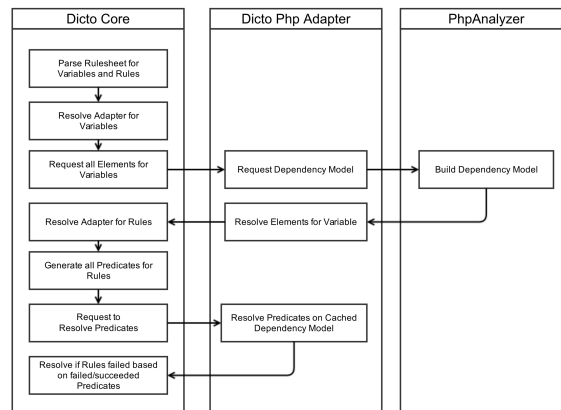 Dicto Core
Dicto Php Adapter
PhpAnalyzer
Parse Rulesheet for
Variables and Rules
Resolve Adapter for
Variables
Request all Elements for
Variables
Request Dependency Model
Build Dependency Model
Resolve Adapter for Rules
Resolve Elements for Variable
Generate all Predicates for
Rules
Request to
Resolve Predicates
Resolve Predicates on Cached
Dependency Model
Resolve if Rules failed based
on failed/succeeded
Predicates